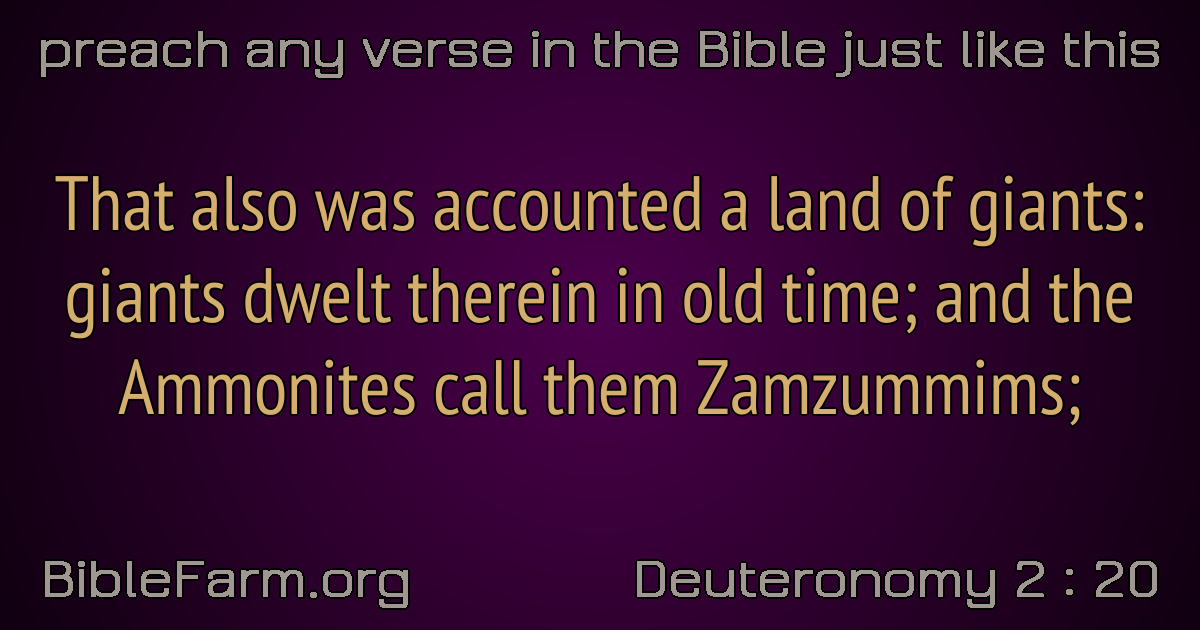 preach any verse in the Bible just like this
That also was accounted a land of giants:
giants dwelt therein in old time; and the
Ammonites call them Zamzummims;
BibleFarm.org
Deuteronomy 2 : 20